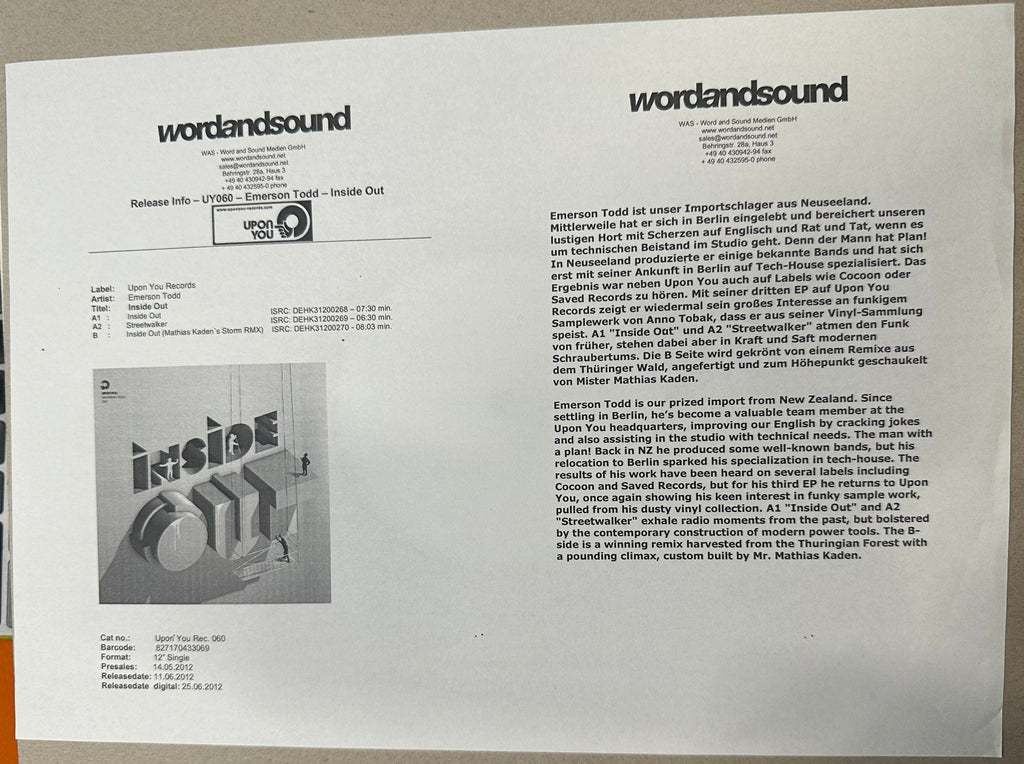 wordandsound
WAS - Word and Sound Medien GmbH
www.wordandsound.net
sales@wordandsound.net
Behringstr. 28a, Haus 3
+49 40 430942-94 fax
+ 49 40 432595-0 phone
Release Info – UY060 – Emerson Todd – Inside Out
www.uponyou-records.com
UPON
YOU
Label: Upon You Records
Artist: Emerson Todd
Titel: Inside Out
A1 : Inside Out ISRC: DEHK31200268 – 07:30 min.
A2 : Streetwalker ISRC: DEHK31200269 – 06:30 min.
B : Inside Out (Mathias Kaden`s Storm RMX) ISRC: DEHK31200270 - 08:03 min.
inside
OUT
Cat no.: Upon You Rec. 060
Barcode: 827170433069
Format: 12" Single
Presales: 14.05.2012
Releasedate: 11.06.2012
Releasedate digital: 25.06.2012
wordandsound
WAS - Word and Sound Medien GmbH
www.wordandsound.net
sales@wordandsound.net
Behringstr. 28a, Haus 3
+49 40 430942-94 fax
+ 49 40 432595-0 phone
Emerson Todd ist unser Importschlager aus Neuseeland.
Mittlerweile hat er sich in Berlin eingelebt und bereichert unseren
lustigen Hort mit Scherzen auf Englisch und Rat und Tat, wenn es
um technischen Beistand im Studio geht. Denn der Mann hat Plan!
In Neuseeland produzierte er einige bekannte Bands und hat sich
erst mit seiner Ankunft in Berlin auf Tech-House spezialisiert. Das
Ergebnis war neben Upon You auch auf Labels wie Cocoon oder
Saved Records zu hören. Mit seiner dritten EP auf Upon You
Records zeigt er wiedermal sein großes Interesse an funkigem
Samplewerk von Anno Tobak, dass er aus seiner Vinyl-Sammlung
speist. A1 "Inside Out" und A2 "Streetwalker" atmen den Funk
von früher, stehen dabei aber in Kraft und Saft modernen
Schraubertums. Die B Seite wird gekrönt von einem Remixe aus
dem Thüringer Wald, angefertigt und zum Höhepunkt geschaukelt
von Mister Mathias Kaden.
Emerson Todd is our prized import from New Zealand. Since
settling in Berlin, he's become a valuable team member at the
Upon You headquarters, improving our English by cracking jokes
and also assisting in the studio with technical needs. The man with
a plan! Back in NZ he produced some well-known bands, but his
relocation to Berlin sparked his specialization in tech-house. The
results of his work have been heard on several labels including
Cocoon and Saved Records, but for his third EP he returns to Upon
You, once again showing his keen interest in funky sample work,
pulled from his dusty vinyl collection. A1 "Inside Out" and A2
"Streetwalker" exhale radio moments from the past, but bolstered
by the contemporary construction of modern power tools. The B-
side is a winning remix harvested from the Thuringian Forest with
a pounding climax, custom built by Mr. Mathias Kaden.